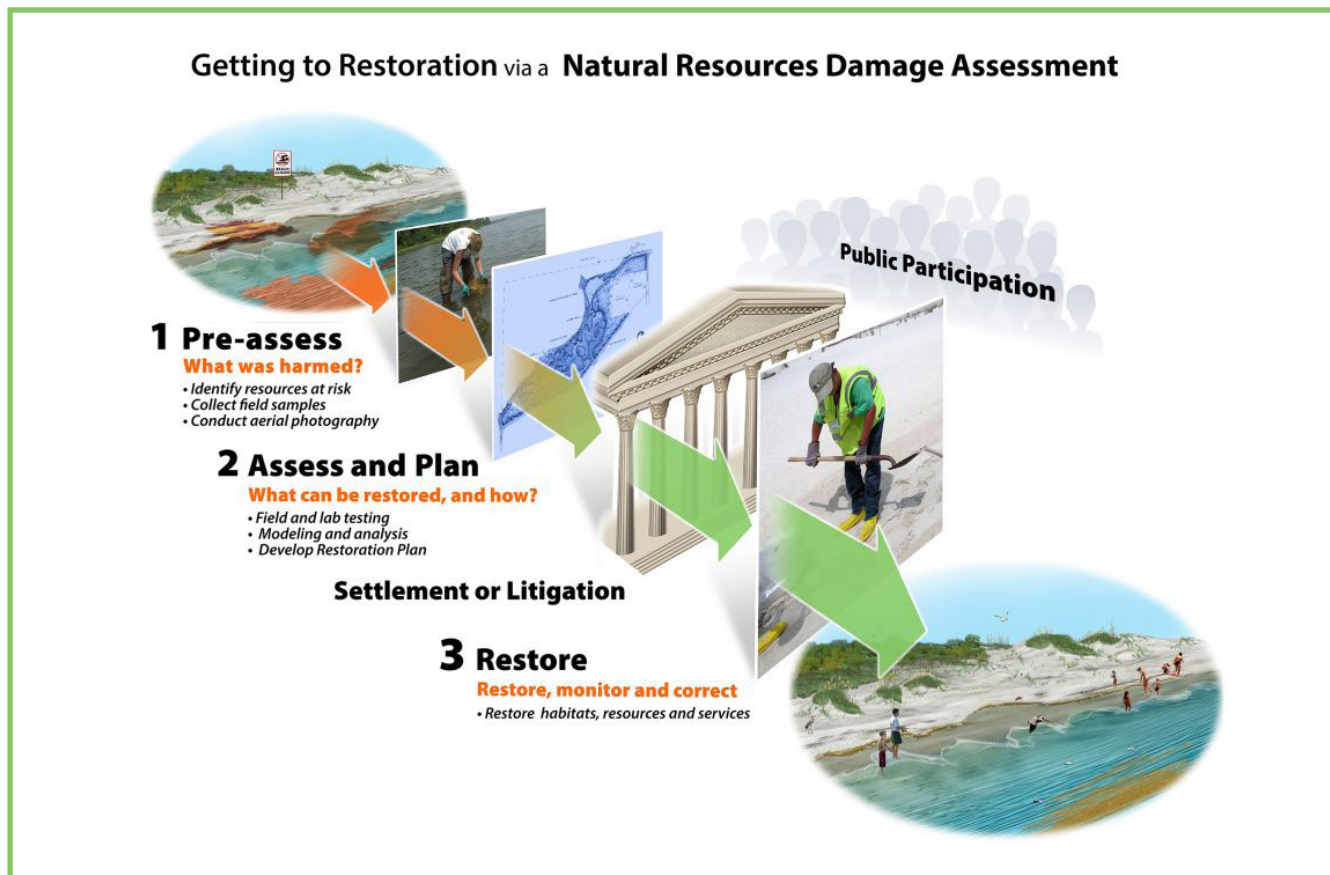 Getting to Restoration via a Natural Resources Damage Assessment
Public Participation
1 Pre-assess
What was harmed?
• Identify resources at risk
• Collect field samples
• Conduct aerial photography
2 Assess and Plan
What can be restored, and how?
• Field and lab testing
• Modeling and analysis
• Develop Restoration Plan
Settlement or Litigation
3 Restore
Restore, monitor and correct
• Restore habitats, resources and services